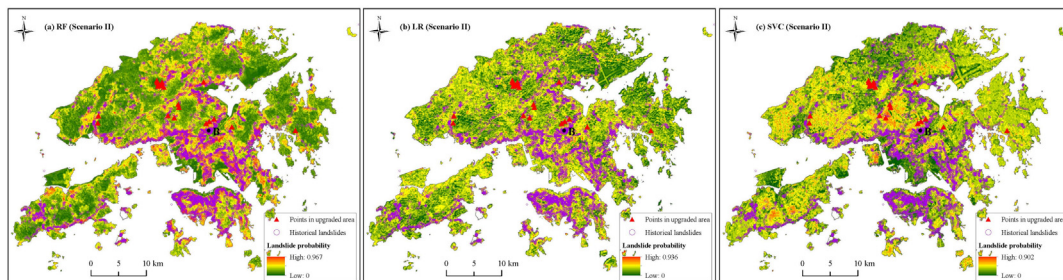 N
(a) RF (Scenario II)
B
Points in upgraded area
Historical landslides
Landslide probability
High: 0.967
Low: 0
0 10 km
N
(b) LR (Scenario II)
B
Points in upgraded area
Historical landslides
Landslide probability
High: 0.936
Low: 0
0 10 km
N
(c) SVC (Scenario II)
B
Points in upgraded area
Historical landslides
Landslide probability
High: 0.902
Low: 0
0 10 km